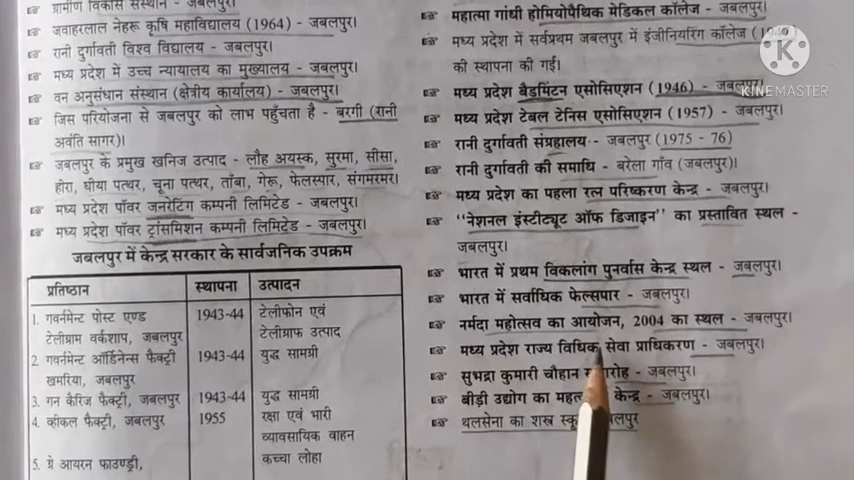 ग्रामीण विकास संस्थान - जबलपुर।
जवाहरलाल नेहरू कृषि महाविद्यालय (1964) - जबलपुर।
रानी दुर्गावती विश्व विद्यालय - जबलपुर।
मध्य प्रदेश में उच्च न्यायालय का मुख्यालय - जबलपुर।
वन अनुसंधान संस्थान (क्षेत्रीय कार्यालय) - जबलपुर।
जिस परियोजना से जबलपुर को लाभ पहुँचता है - बरगी (रानी
अवंति सागर)।
जबलपुर के प्रमुख खनिज उत्पाद - लौह अयस्क, सुरमा, सीसा,
हीरा, घीया पत्थर, चूना पत्थर, ताँबा, गेरू, फेलस्पार, संगमरमर।
मध्य प्रदेश पॉवर जनरेटिंग कम्पनी लिमिटेड - जबलपुर।
मध्य प्रदेश पॉवर ट्रांसमिशन कम्पनी लिमिटेड - जबलपुर।
जबलपुर में केन्द्र सरकार के सार्वजनिक उपक्रम
प्रतिष्ठान स्थापना उत्पादन
1. गवर्नमेन्ट पोस्ट एण्ड 1943-44 टेलीफोन एवं
टेलीग्राम वर्कशाप, जबलपुर टेलीग्राफ उत्पाद
2. गवर्नमेन्ट ऑर्डिनेन्स फैक्ट्री 1943-44 युद्ध सामग्री
खमरिया, जबलपुर
3. गन कैरिज फैक्ट्री, जबलपुर 1943-44 युद्ध सामग्री
4. व्हीकल फैक्ट्री, जबलपुर 1955 रक्षा एवं भारी
व्यावसायिक वाहन
5. ग्रे आयरन फाउण्ड्री, कच्चा लोहा
महात्मा गांधी होमियोपैथिक मेडिकल कॉलेज - जबलपुर।
मध्य प्रदेश में सर्वप्रथम जबलपुर में इंजीनियरिंग कॉलेज
की स्थापना की गई।
मध्य प्रदेश बैडमिंटन एसोसिएशन (1946) - जबलपुर।
मध्य प्रदेश टेबल टेनिस एसोसिएशन (1957) - जबलपुर।
रानी दुर्गावती संग्रहालय - जबलपुर (1975 - 76)
रानी दुर्गावती की समाधि - बरेला गाँव (जबलपुर)।
मध्य प्रदेश का पहला रत्न परिष्करण केन्द्र - जबलपुर।
"नेशनल इंस्टीट्यूट ऑफ डिजाइन" का प्रस्तावित स्थल -
जबलपुर।
भारत में प्रथम विकलांग पुनर्वास केन्द्र स्थल - जबलपुर।
भारत में सर्वाधिक फेल्सपार - जबलपुर।
नर्मदा महोत्सव का आयोजन, 2004 का स्थल - जबलपुर।
मध्य प्रदेश राज्य विधिक सेवा प्राधिकरण - जबलपुर।
सुभद्रा कुमारी चौहान - जबलपुर।
बीड़ी उद्योग का केन्द्र - जबलपुर।
थलसेना का शस्त्र
KINEMASTER